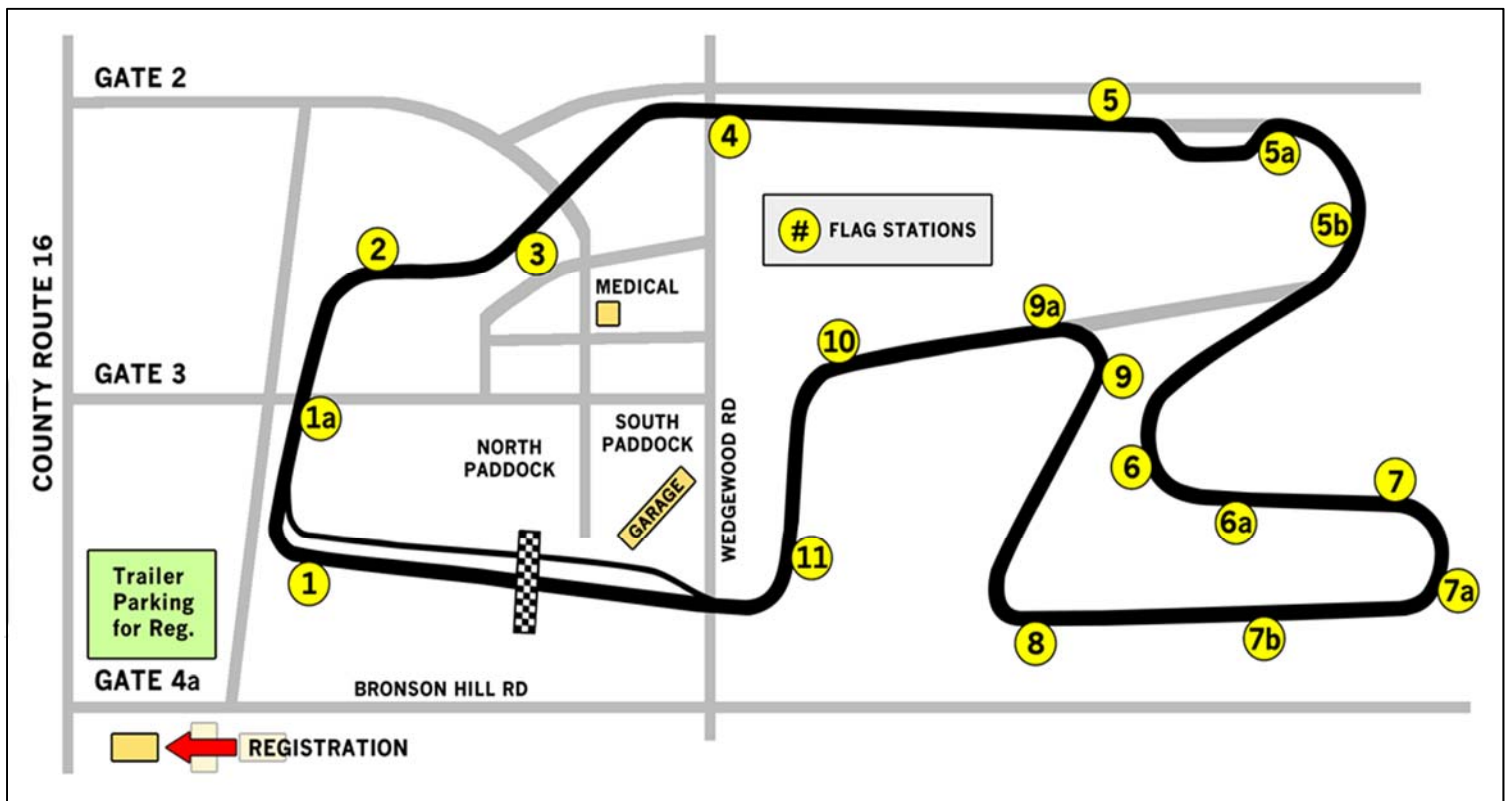 GATE 2
5
4
5a
# FLAG STATIONS
5b
2
3
COUNTY ROUTE 16
MEDICAL
9a
10
GATE 3
9
1a
SOUTH
PADDOCK
WEDGEWOOD RD
NORTH
PADDOCK
6
7
GARAGE
6a
11
1
Trailer
Parking
for Reg.
7a
8
7b
GATE 4a
BRONSON HILL RD
REGISTRATION